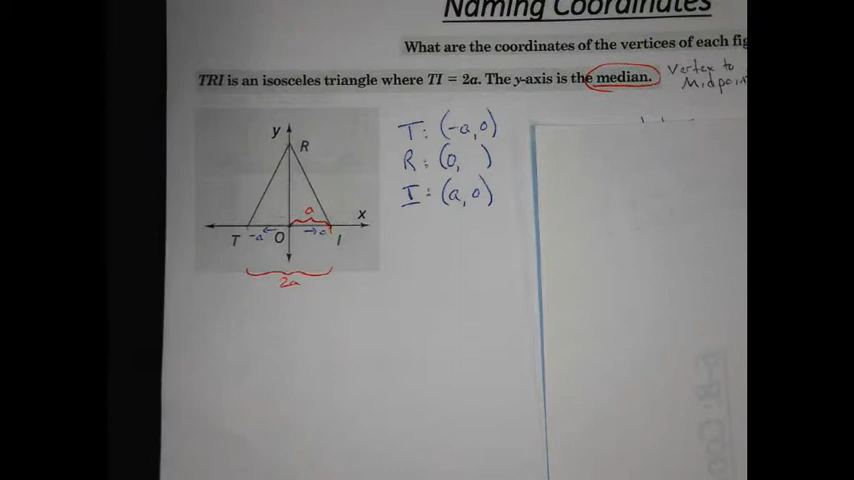 Naming Coordinates
What are the coordinates of the vertices of each fig
TRI is an isosceles triangle where TI = 2a. The y-axis is the median.
Vertex to
Midpoin
y
R
T: (-a, 0)
R: (0, )
I: (a, 0)
a
x
T -a O I
2a